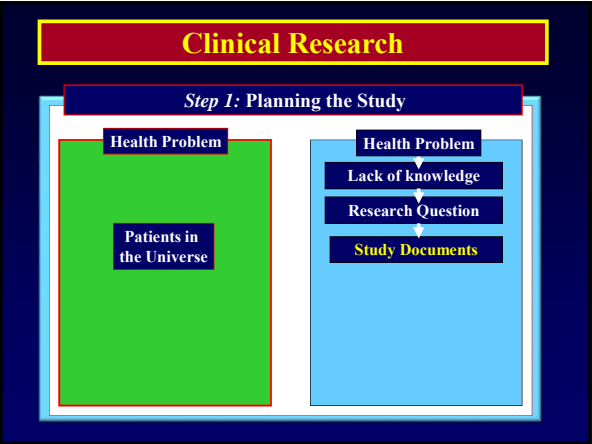 Clinical Research
Step 1: Planning the Study
Health Problem
Patients in
the Universe
Health Problem
Lack of knowledge
Research Question
Study Documents